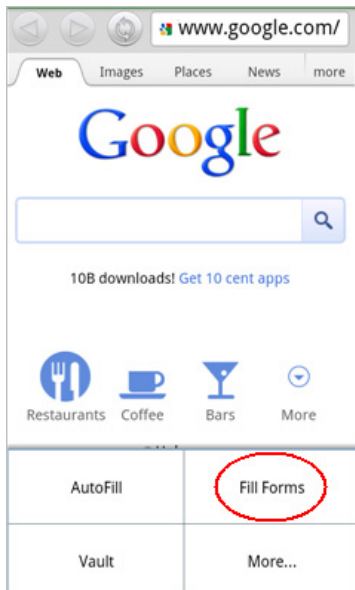 www.google.com/
Web Images Places News more
Google
10B downloads! Get 10 cent apps
Restaurants Coffee Bars More
AutoFill Fill Forms
Vault More...